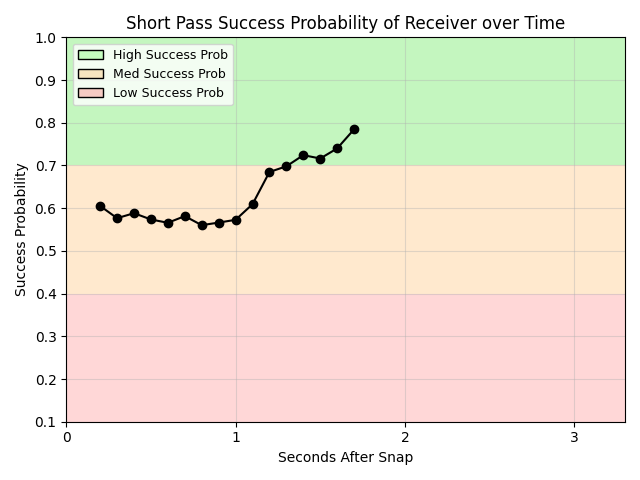 Short Pass Success Probability of Receiver over Time
High Success Prob
Med Success Prob
Low Success Prob
Success Probability
1.0
0.9
0.8
0.7
0.6
0.5
0.4
0.3
0.2
0.1
0
1
2
3
Seconds After Snap